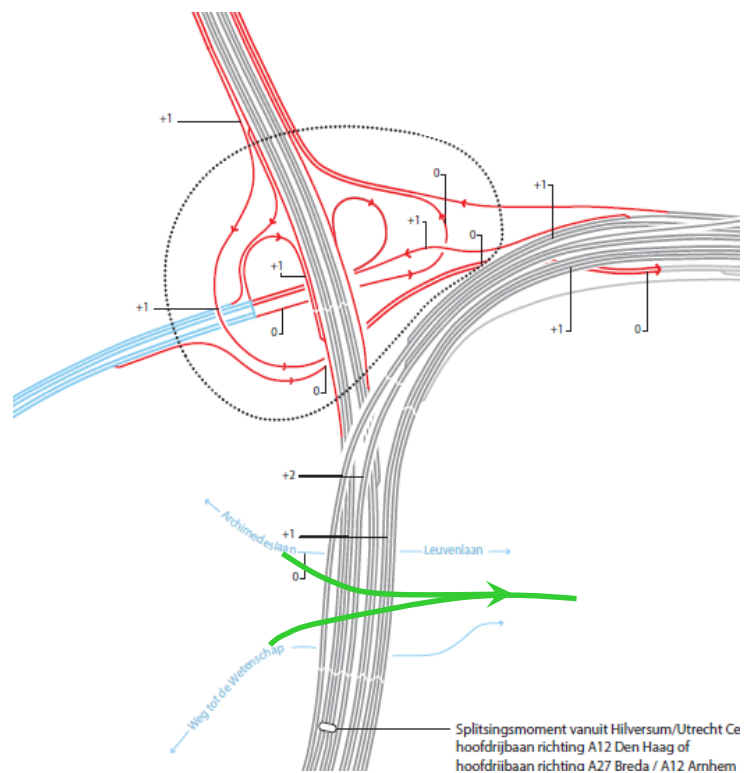 +1
0
+1
+1
+1
0
+1
+1
0
+1
0
0
+2
+1
Archimedeslaan
Leuvenlaan
0
Weg tot de Wetenschap
Splitsingsmoment vanuit Hilversum/Utrecht Ce
hoofdrijbaan richting A12 Den Haag of
hoofdrijbaan richting A27 Breda / A12 Arnhem